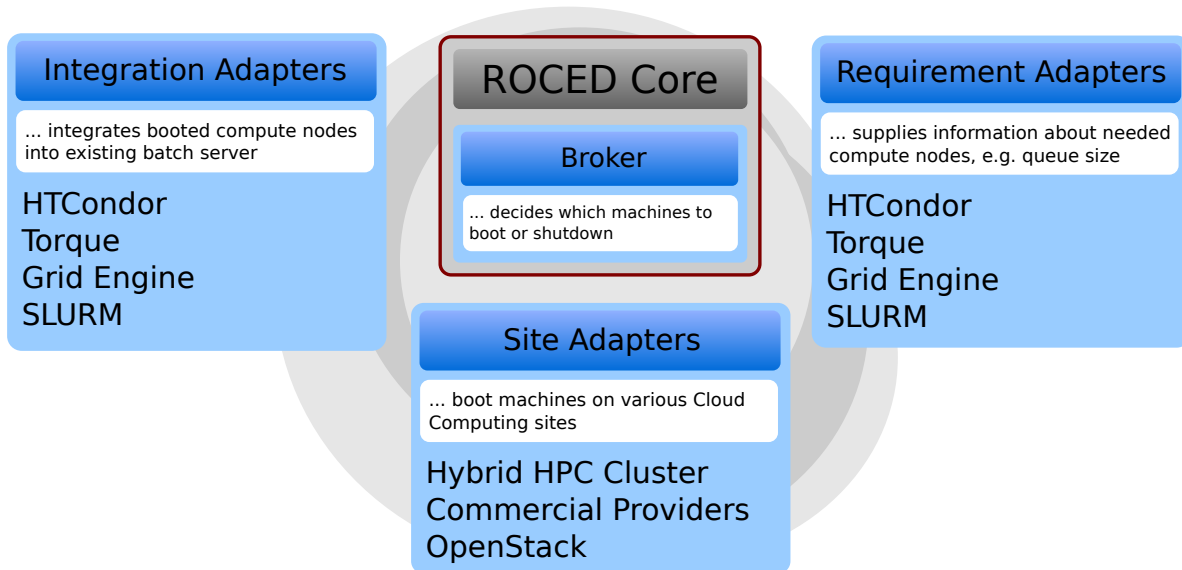 Integration Adapters
... integrates booted compute nodes
into existing batch server
HTCondor
Torque
Grid Engine
SLURM
ROCED Core
Broker
... decides which machines to
boot or shutdown
Requirement Adapters
... supplies information about needed
compute nodes, e.g. queue size
HTCondor
Torque
Grid Engine
SLURM
Site Adapters
... boot machines on various Cloud
Computing sites
Hybrid HPC Cluster
Commercial Providers
OpenStack